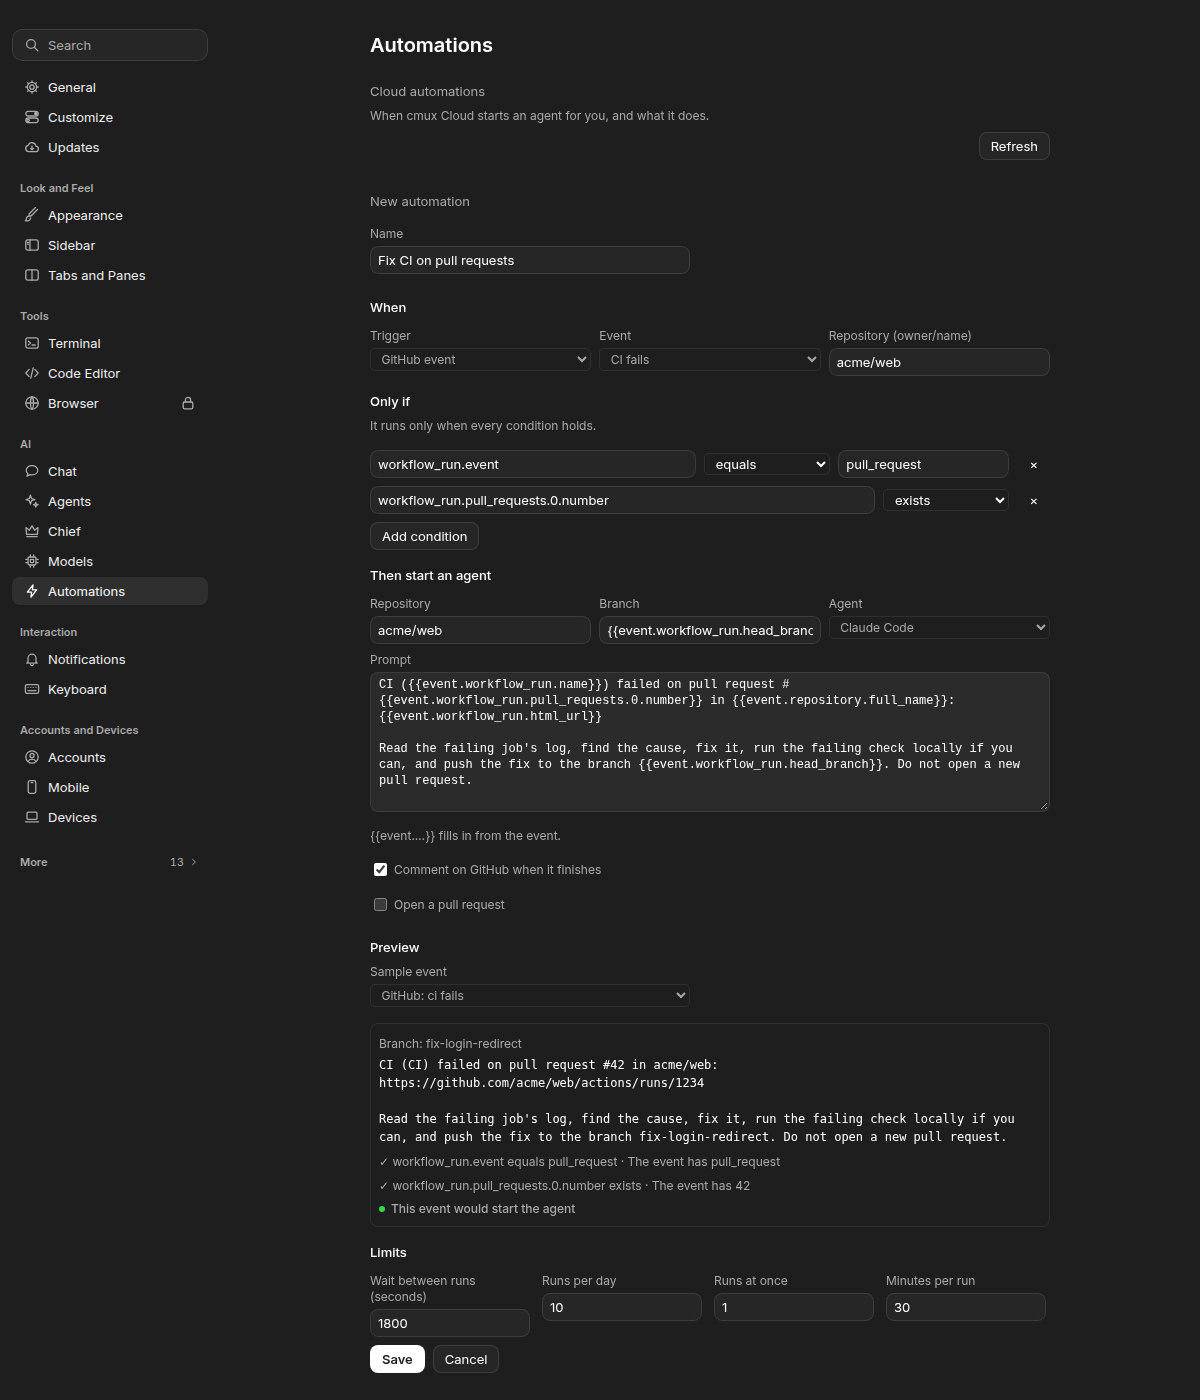 Search
General
Customize
Updates
Look and Feel
Appearance
Sidebar
Tabs and Panes
Tools
Terminal
Code Editor
Browser
AI
Chat
Agents
Chief
Models
Automations
Interaction
Notifications
Keyboard
Accounts and Devices
Accounts
Mobile
Devices
More 13
Automations
Cloud automations
When cmux Cloud starts an agent for you, and what it does.
Refresh
New automation
Name
Fix CI on pull requests
When
Trigger Event Repository (owner/name)
GitHub event CI fails acme/web
Only if
It runs only when every condition holds.
workflow_run.event equals pull_request ×
workflow_run.pull_requests.0.number exists ×
Add condition
Then start an agent
Repository Branch Agent
acme/web {{event.workflow_run.head_branc Claude Code
Prompt
CI ({{event.workflow_run.name}}) failed on pull request #
{{event.workflow_run.pull_requests.0.number}} in {{event.repository.full_name}}:
{{event.workflow_run.html_url}}
Read the failing job's log, find the cause, fix it, run the failing check locally if you
can, and push the fix to the branch {{event.workflow_run.head_branch}}. Do not open a new
pull request.
{{event.…}} fills in from the event.
Comment on GitHub when it finishes
Open a pull request
Preview
Sample event
GitHub: ci fails
Branch: fix-login-redirect
CI (CI) failed on pull request #42 in acme/web:
https://github.com/acme/web/actions/runs/1234
Read the failing job's log, find the cause, fix it, run the failing check locally if you
can, and push the fix to the branch fix-login-redirect. Do not open a new pull request.
✓ workflow_run.event equals pull_request · The event has pull_request
✓ workflow_run.pull_requests.0.number exists · The event has 42
This event would start the agent
Limits
Wait between runs (seconds) Runs per day Runs at once Minutes per run
1800 10 1 30
Save Cancel